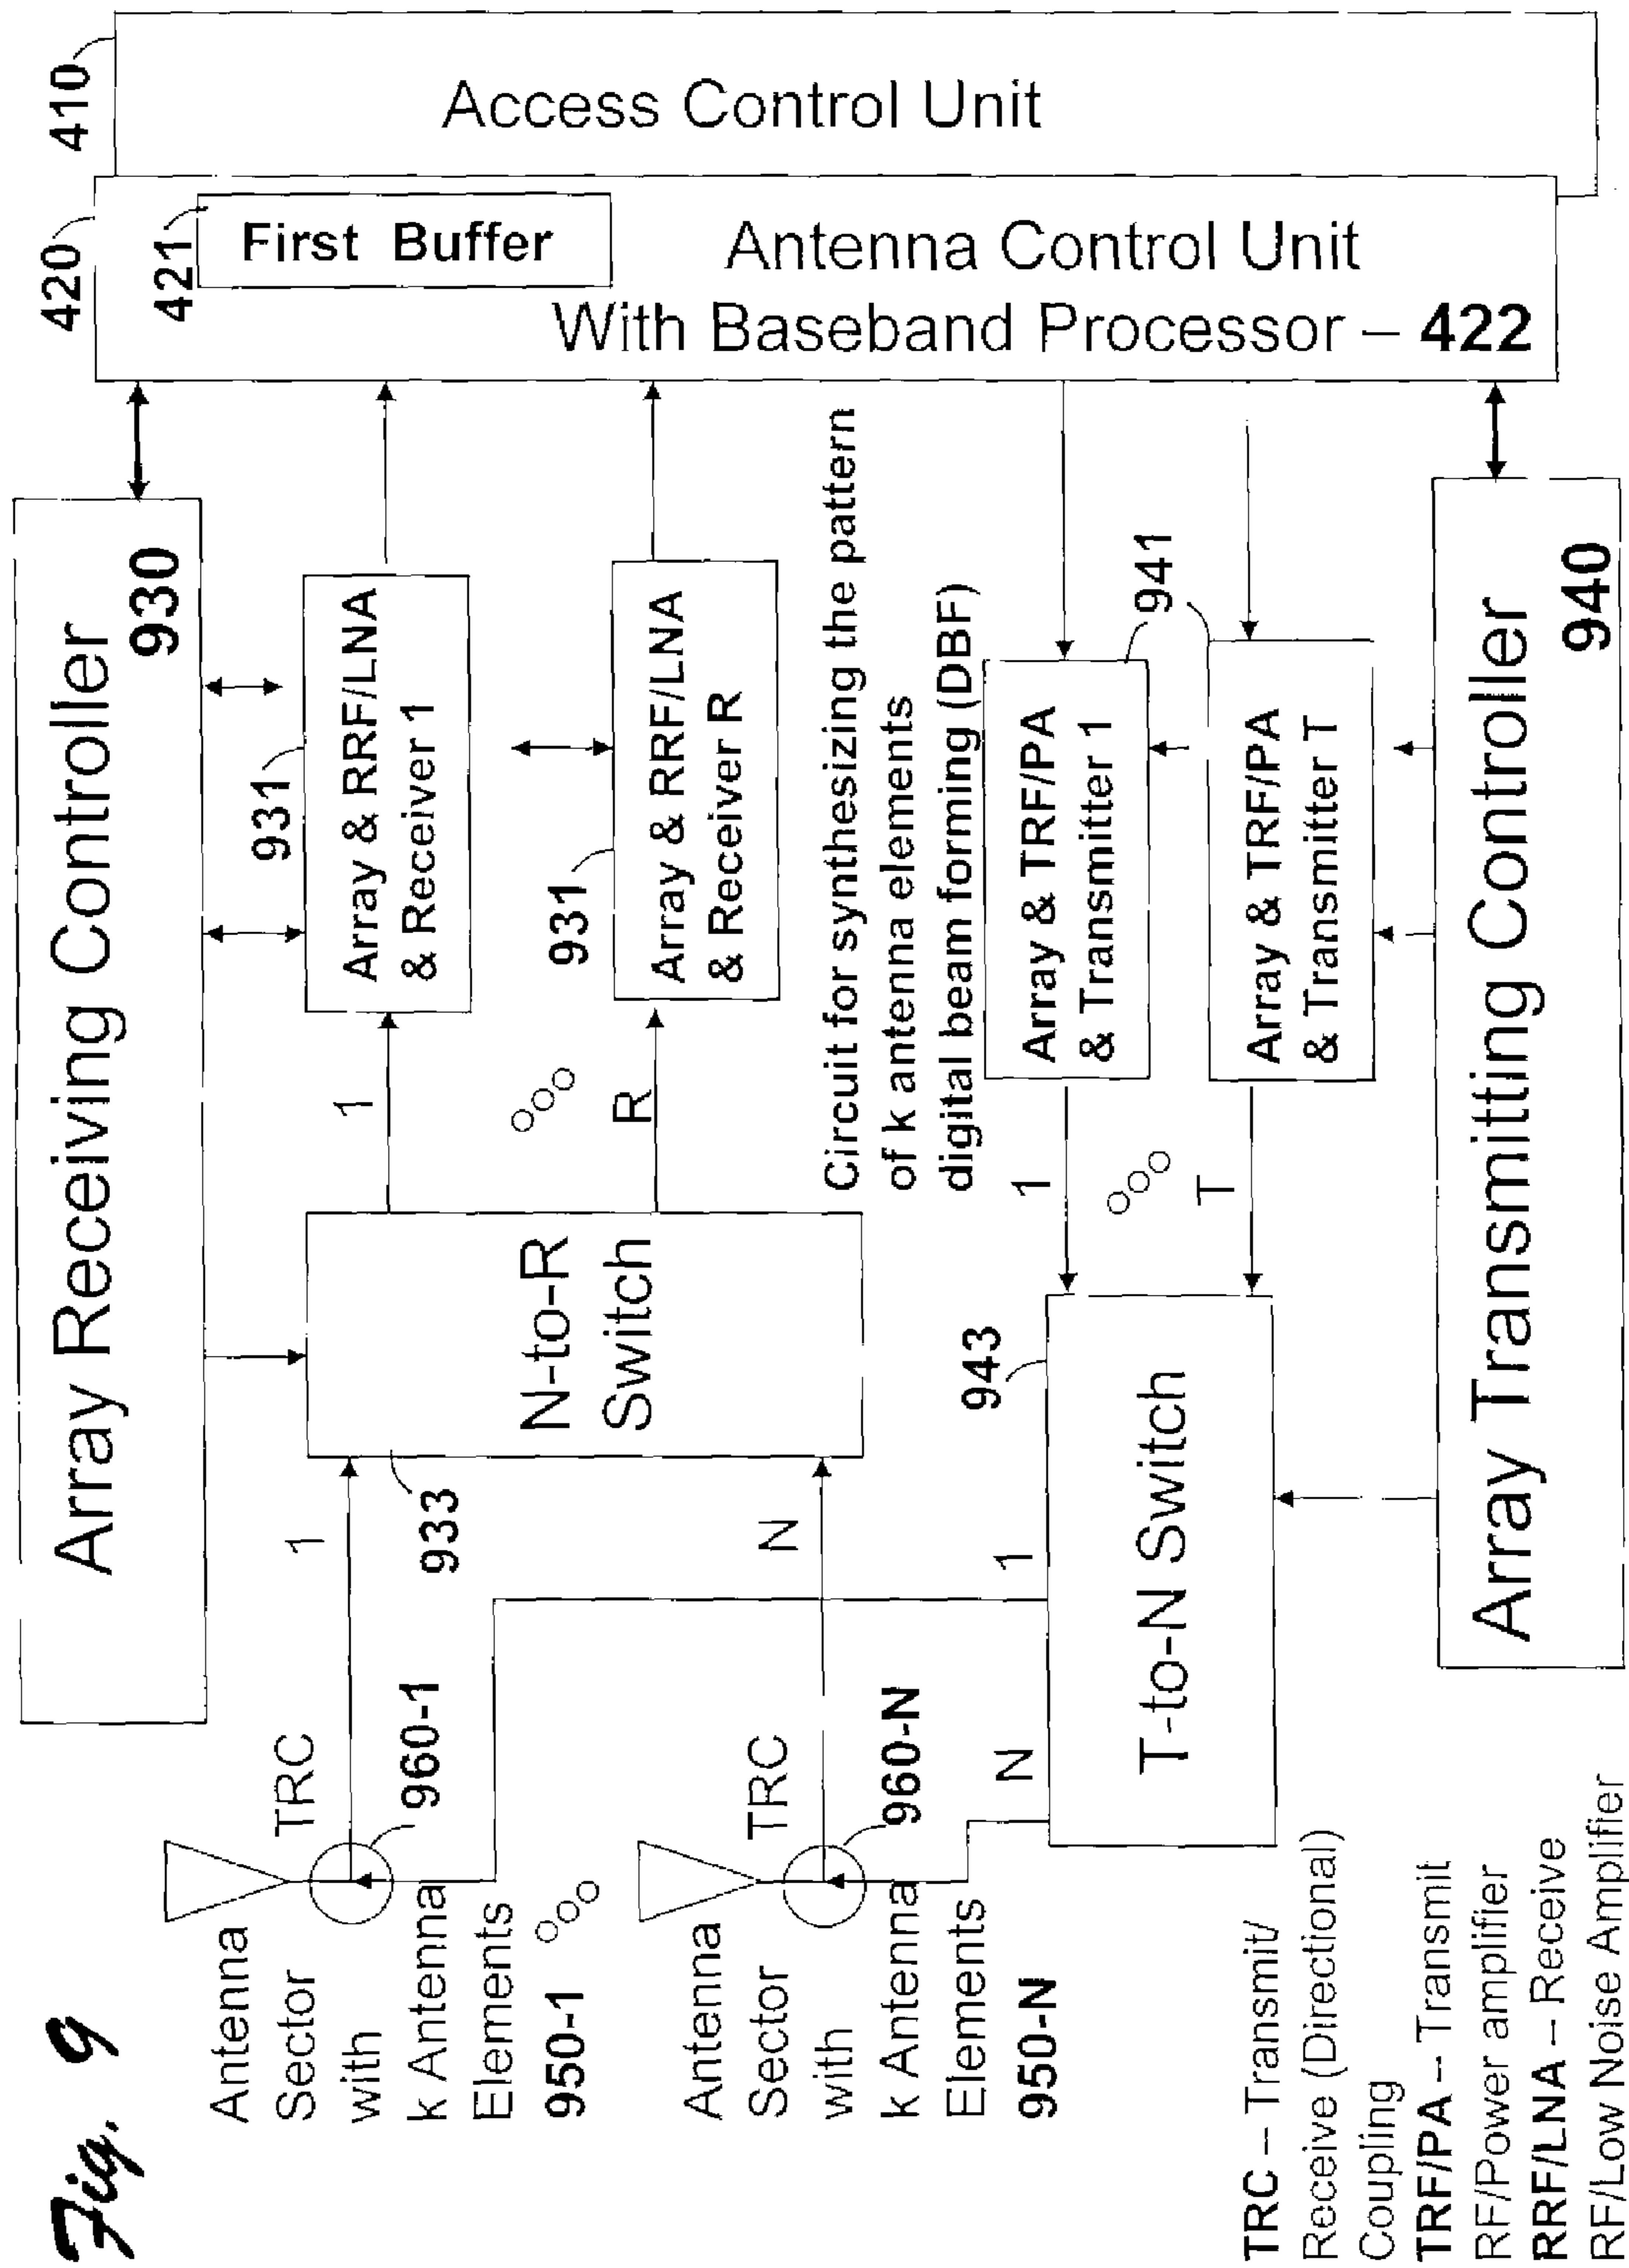 Fig. 9
Array Receiving Controller
930
410
Access Control Unit
420
421
First Buffer
Antenna Control Unit
With Baseband Processor – 422
Antenna
Sector
with
k Antenna
Elements
950-1
TRC
960-1
1
933
N-to-R
Switch
1
R
931
Array & RRF/LNA
& Receiver 1
931
Array & RRF/LNA
& Receiver R
Antenna
Sector
with
k Antenna
Elements
950-N
TRC
960-N
N
Circuit for synthesizing the pattern
of k antenna elements
digital beam forming (DBF)
N
1
943
T-to-N Switch
1
T
Array & TRF/PA
& Transmitter 1
941
Array & TRF/PA
& Transmitter T
Array Transmitting Controller
940
TRC – Transmit/
Receive (Directional)
Coupling
TRF/PA – Transmit
RF/Power amplifier
RRF/LNA – Receive
RF/Low Noise Amplifier